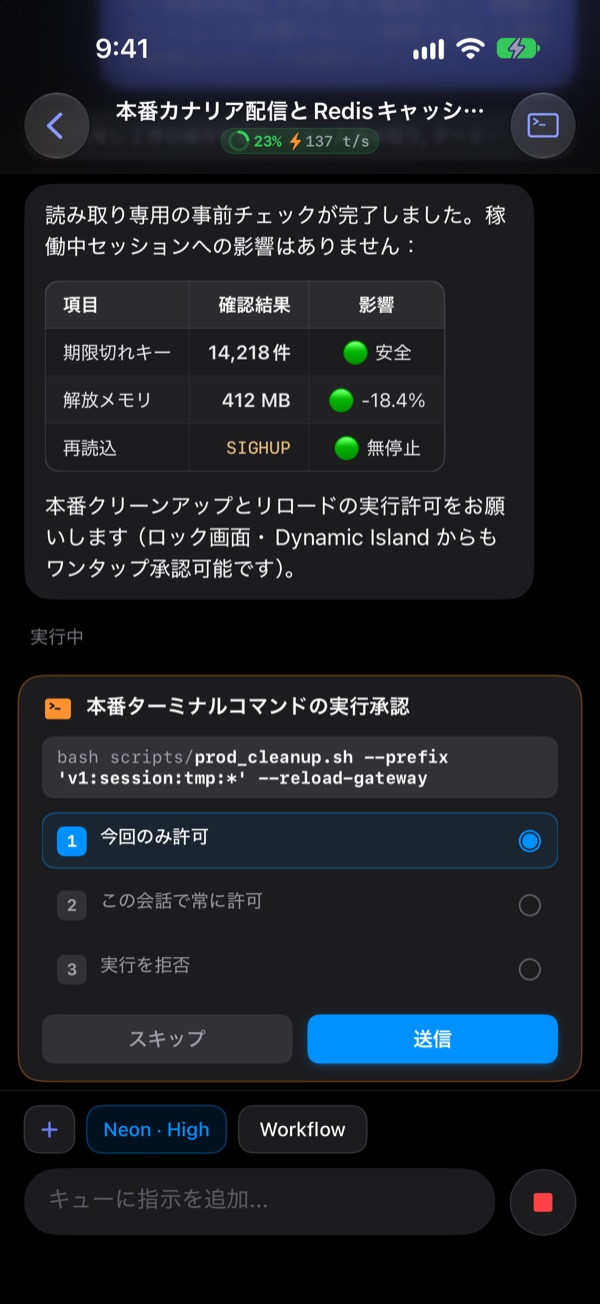 9:41
本番カナリア配信とRedisキャッシ…
23% ⚡137 t/s
読み取り専用の事前チェックが完了しました。稼
働中セッションへの影響はありません：
項目 確認結果 影響
期限切れキー 14,218件 安全
解放メモリ 412 MB -18.4%
再読込 SIGHUP 無停止
本番クリーンアップとリロードの実行許可をお願
いします（ロック画面・Dynamic Island からも
ワンタップ承認可能です）。
実行中
本番ターミナルコマンドの実行承認
bash scripts/prod_cleanup.sh --prefix
'v1:session:tmp:*' --reload-gateway
1 今回のみ許可
2 この会話で常に許可
3 実行を拒否
スキップ 送信
+ Neon · High Workflow
キューに指示を追加...